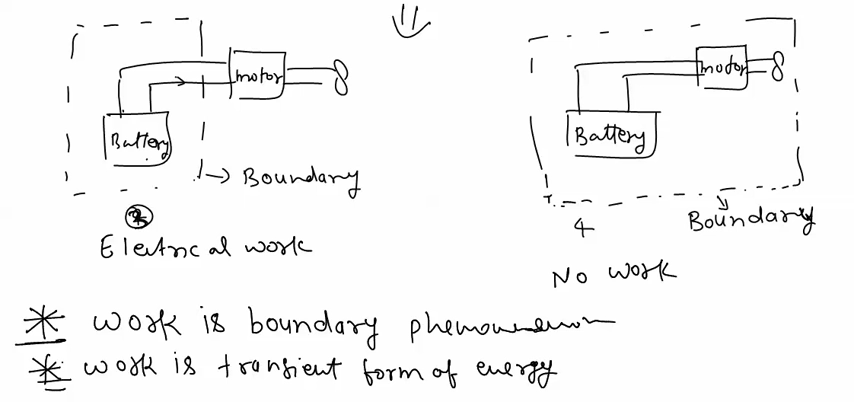 motor
Battery
Boundary
Electrical work
motor
Battery
4
Boundary
No work
* work is boundary phenomenon
* work is transient form of energy